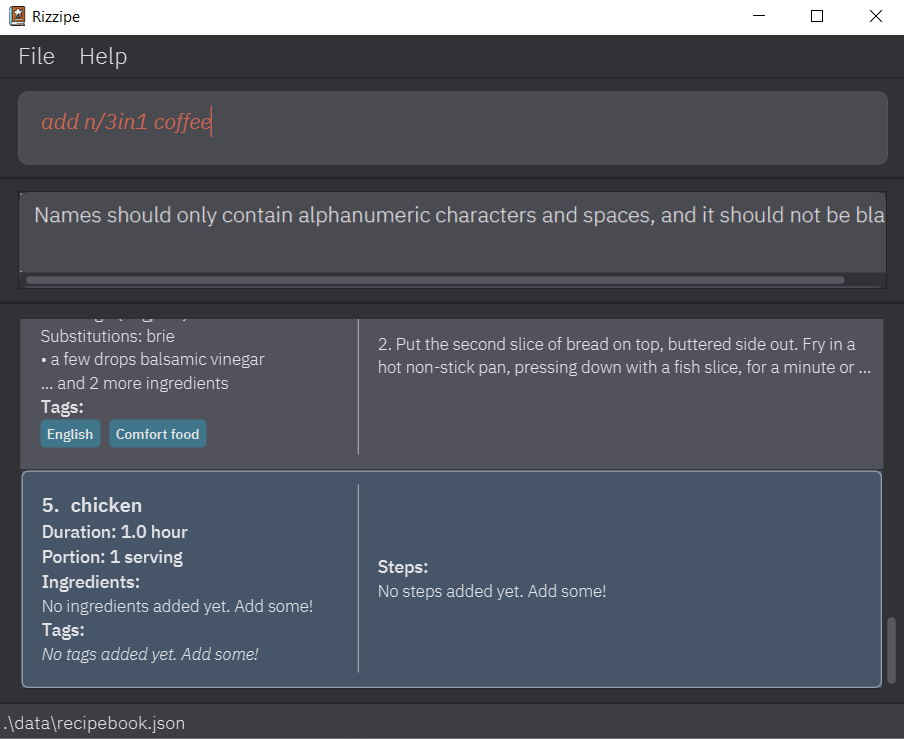 Rizzipe
File Help
add n/3in1 coffee
Names should only contain alphanumeric characters and spaces, and it should not be bla
Substitutions: brie
• a few drops balsamic vinegar
... and 2 more ingredients
Tags:
English Comfort food
2. Put the second slice of bread on top, buttered side out. Fry in a
hot non-stick pan, pressing down with a fish slice, for a minute or ...
5. chicken
Duration: 1.0 hour
Portion: 1 serving
Ingredients:
No ingredients added yet. Add some!
Tags:
No tags added yet. Add some!
Steps:
No steps added yet. Add some!
.\data\recipebook.json